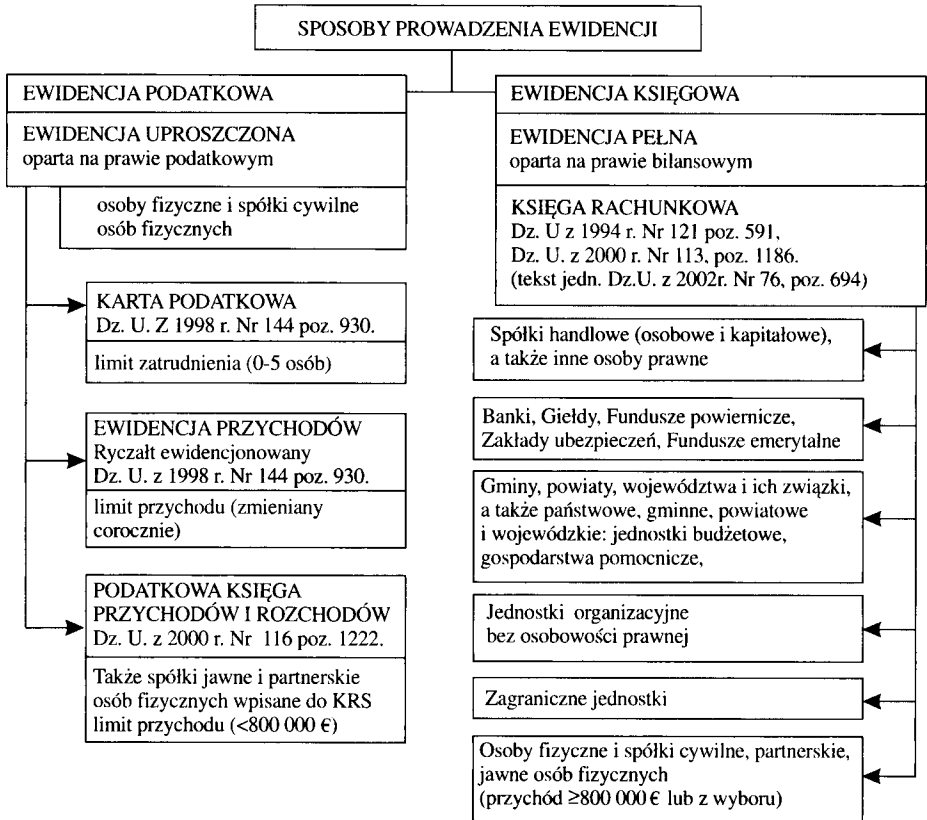 SPOSOBY PROWADZENIA EWIDENCJI
EWIDENCJA PODATKOWA
EWIDENCJA UPROSZCZONA
oparta na prawie podatkowym
osoby fizyczne i spółki cywilne
osób fizycznych
KARTA PODATKOWA
Dz. U. Z 1998 r. Nr 144 poz. 930.
limit zatrudnienia (0-5 osób)
EWIDENCJA PRZYCHODÓW
Ryczałt ewidencjonowany
Dz. U. z 1998 r. Nr 144 poz. 930.
limit przychodu (zmieniany
corocznie)
PODATKOWA KSIĘGA
PRZYCHODÓW I ROZCHODÓW
Dz. U. z 2000 r. Nr 116 poz. 1222.
Także spółki jawne i partnerskie
osób fizycznych wpisane do KRS
limit przychodu (<800 000 €)
EWIDENCJA KSIĘGOWA
EWIDENCJA PEŁNA
oparta na prawie bilansowym
KSIĘGA RACHUNKOWA
Dz. U z 1994 r. Nr 121 poz. 591,
Dz. U. z 2000 r. Nr 113, poz. 1186.
(tekst jedn. Dz.U. z 2002r. Nr 76, poz. 694)
Spółki handlowe (osobowe i kapitałowe),
a także inne osoby prawne
Banki, Giełdy, Fundusze powiernicze,
Zakłady ubezpieczeń, Fundusze emerytalne
Gminy, powiaty, województwa i ich związki,
a także państwowe, gminne, powiatowe
i wojewódzkie: jednostki budżetowe,
gospodarstwa pomocnicze,
Jednostki organizacyjne
bez osobowości prawnej
Zagraniczne jednostki
Osoby fizyczne i spółki cywilne, partnerskie,
jawne osób fizycznych
(przychód ≥800 000 € lub z wyboru)